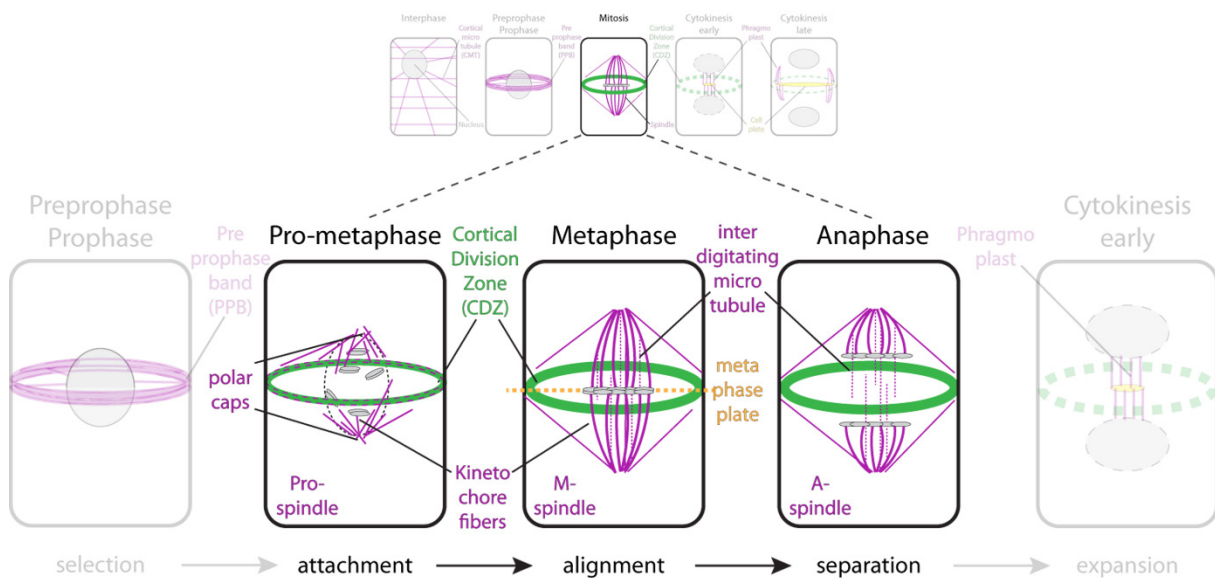 Interphase
Cortical
micro
tubule
(CMT)
Nucleus
Preprophase
Prophase
Pre
prophase
band
(PPB)
Mitosis
Cortical
Division
Zone
(CDZ)
Spindle
Cytokinesis
early
Phragmo
plast
Cell
plate
Cytokinesis
late
Preprophase
Prophase
Pre
prophase
band
(PPB)
Pro-metaphase
polar
caps
Pro-
spindle
Cortical
Division
Zone
(CDZ)
Kineto
chore
fibers
Metaphase
M-
spindle
inter
digitating
micro
tubule
meta
phase
plate
Anaphase
A-
spindle
Phragmo
plast
Cytokinesis
early
selection
attachment
alignment
separation
expansion